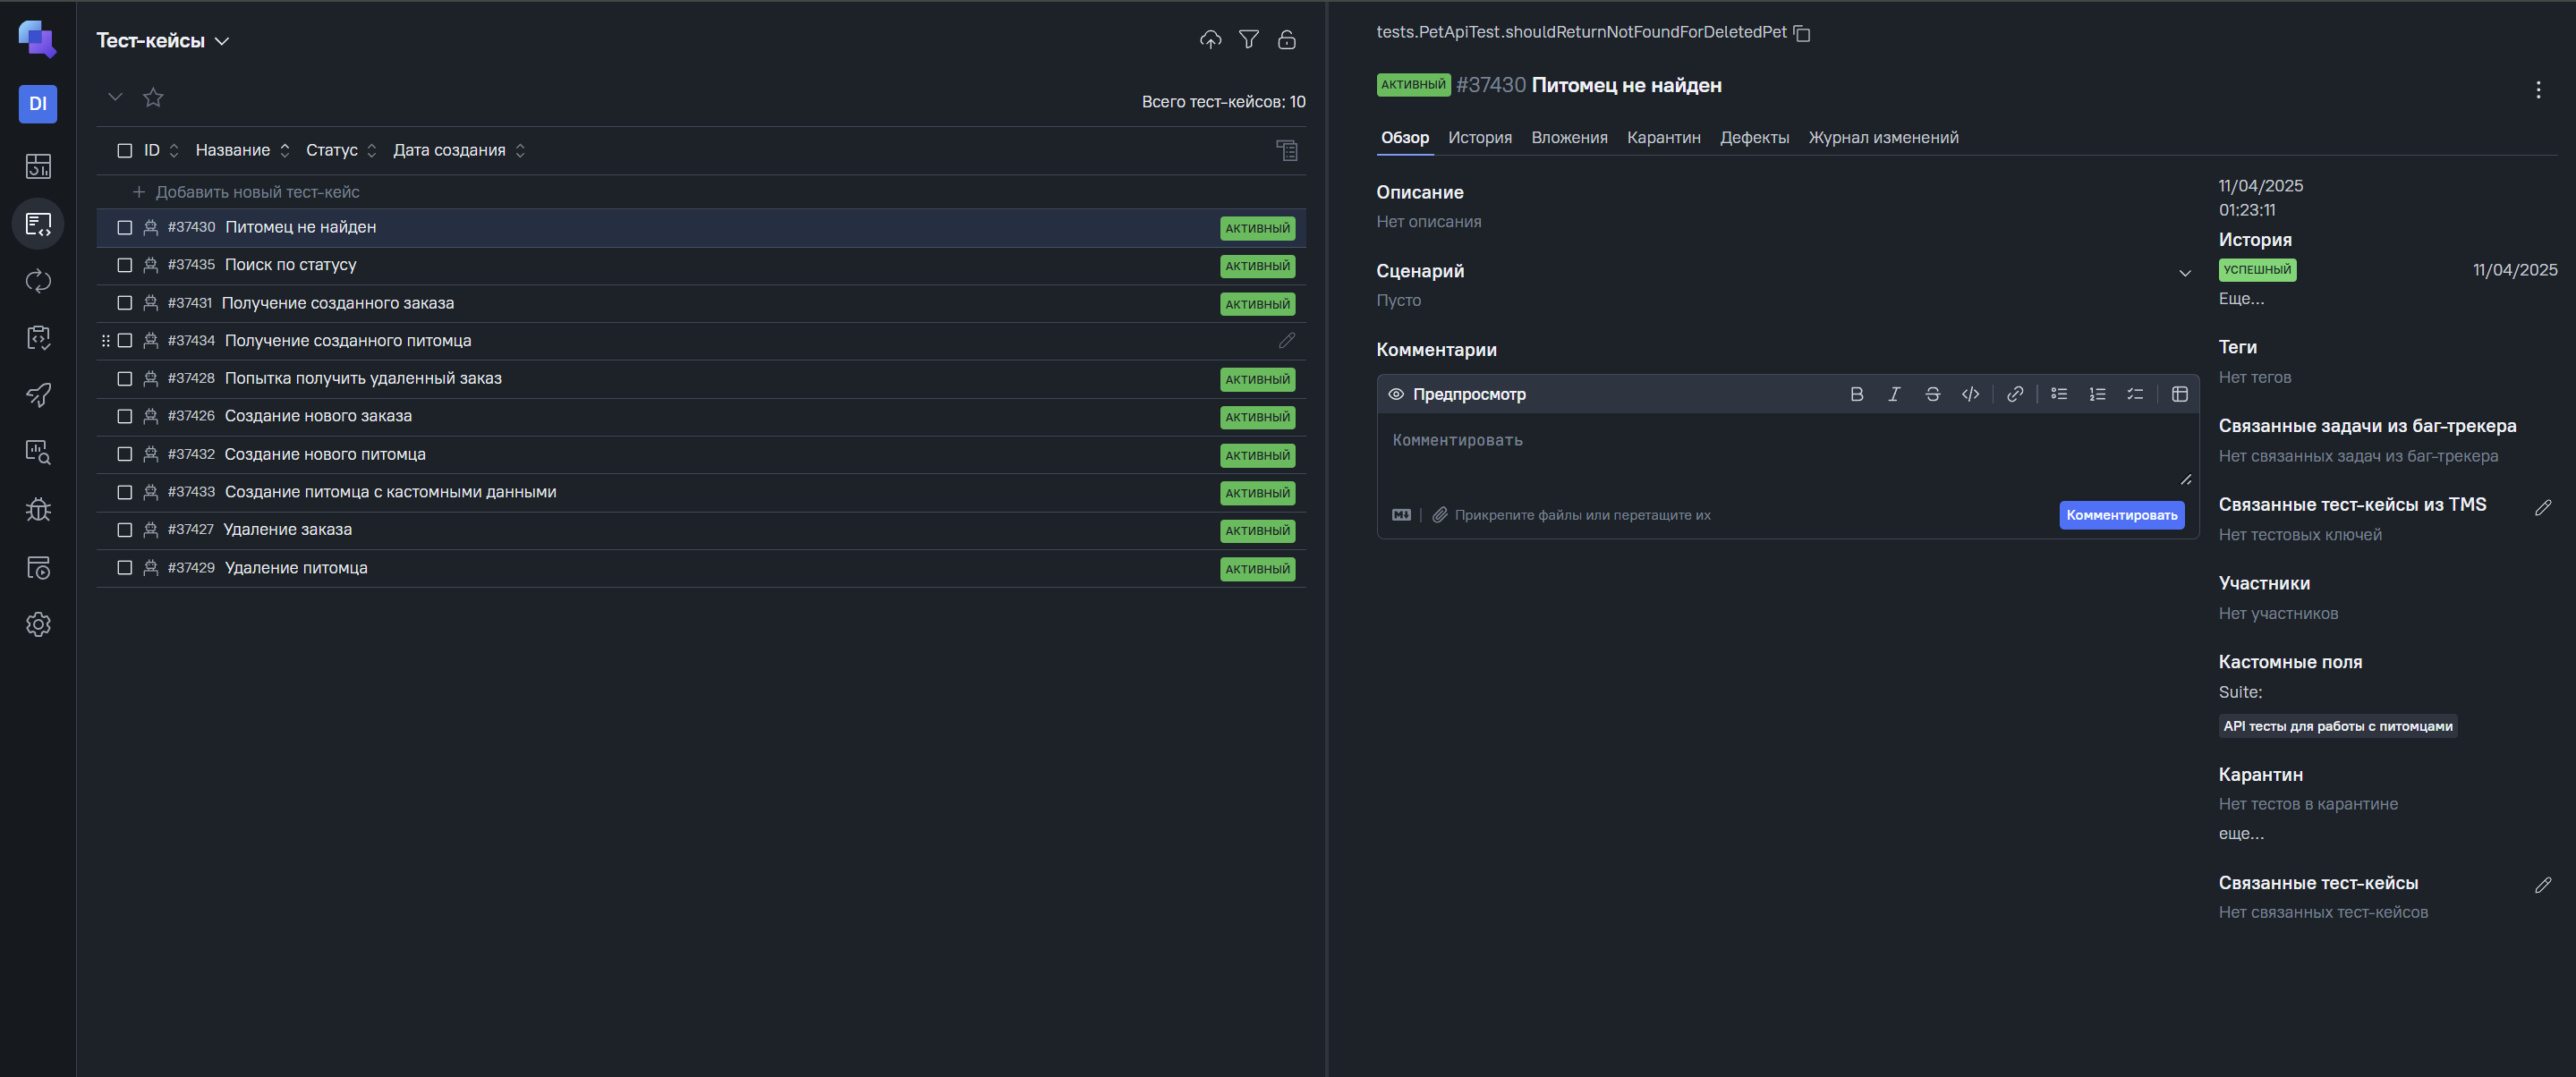 DI
Тест-кейсы
Всего тест-кейсов: 10
ID Название Статус Дата создания
+ Добавить новый тест-кейс
#37430 Питомец не найден АКТИВНЫЙ
#37435 Поиск по статусу АКТИВНЫЙ
#37431 Получение созданного заказа АКТИВНЫЙ
#37434 Получение созданного питомца
#37428 Попытка получить удаленный заказ АКТИВНЫЙ
#37426 Создание нового заказа АКТИВНЫЙ
#37432 Создание нового питомца АКТИВНЫЙ
#37433 Создание питомца с кастомными данными АКТИВНЫЙ
#37427 Удаление заказа АКТИВНЫЙ
#37429 Удаление питомца АКТИВНЫЙ
tests.PetApiTest.shouldReturnNotFoundForDeletedPet
АКТИВНЫЙ #37430 Питомец не найден
Обзор История Вложения Карантин Дефекты Журнал изменений
Описание
Нет описания
Сценарий
Пусто
Комментарии
Предпросмотр
Комментировать
Прикрепите файлы или перетащите их
Комментировать
11/04/2025
01:23:11
История
УСПЕШНЫЙ 11/04/2025
Еще...
Теги
Нет тегов
Связанные задачи из баг-трекера
Нет связанных задач из баг-трекера
Связанные тест-кейсы из TMS
Нет тестовых ключей
Участники
Нет участников
Кастомные поля
Suite:
API тесты для работы с питомцами
Карантин
Нет тестов в карантине
еще...
Связанные тест-кейсы
Нет связанных тест-кейсов